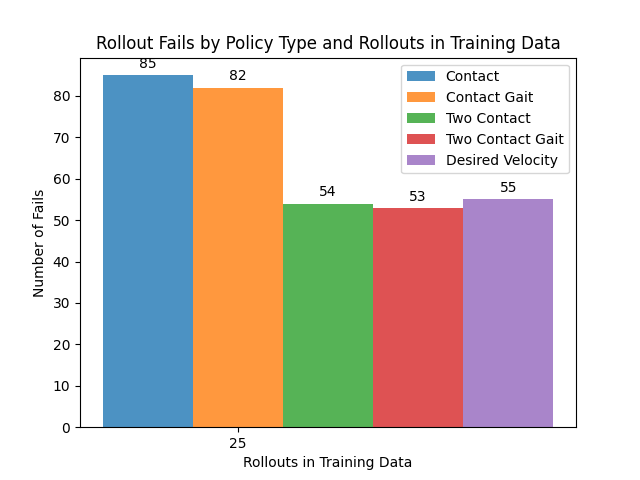 Rollout Fails by Policy Type and Rollouts in Training Data
85
82
54
53
55
Contact
Contact Gait
Two Contact
Two Contact Gait
Desired Velocity
80
70
60
50
40
30
20
10
0
Number of Fails
25
Rollouts in Training Data